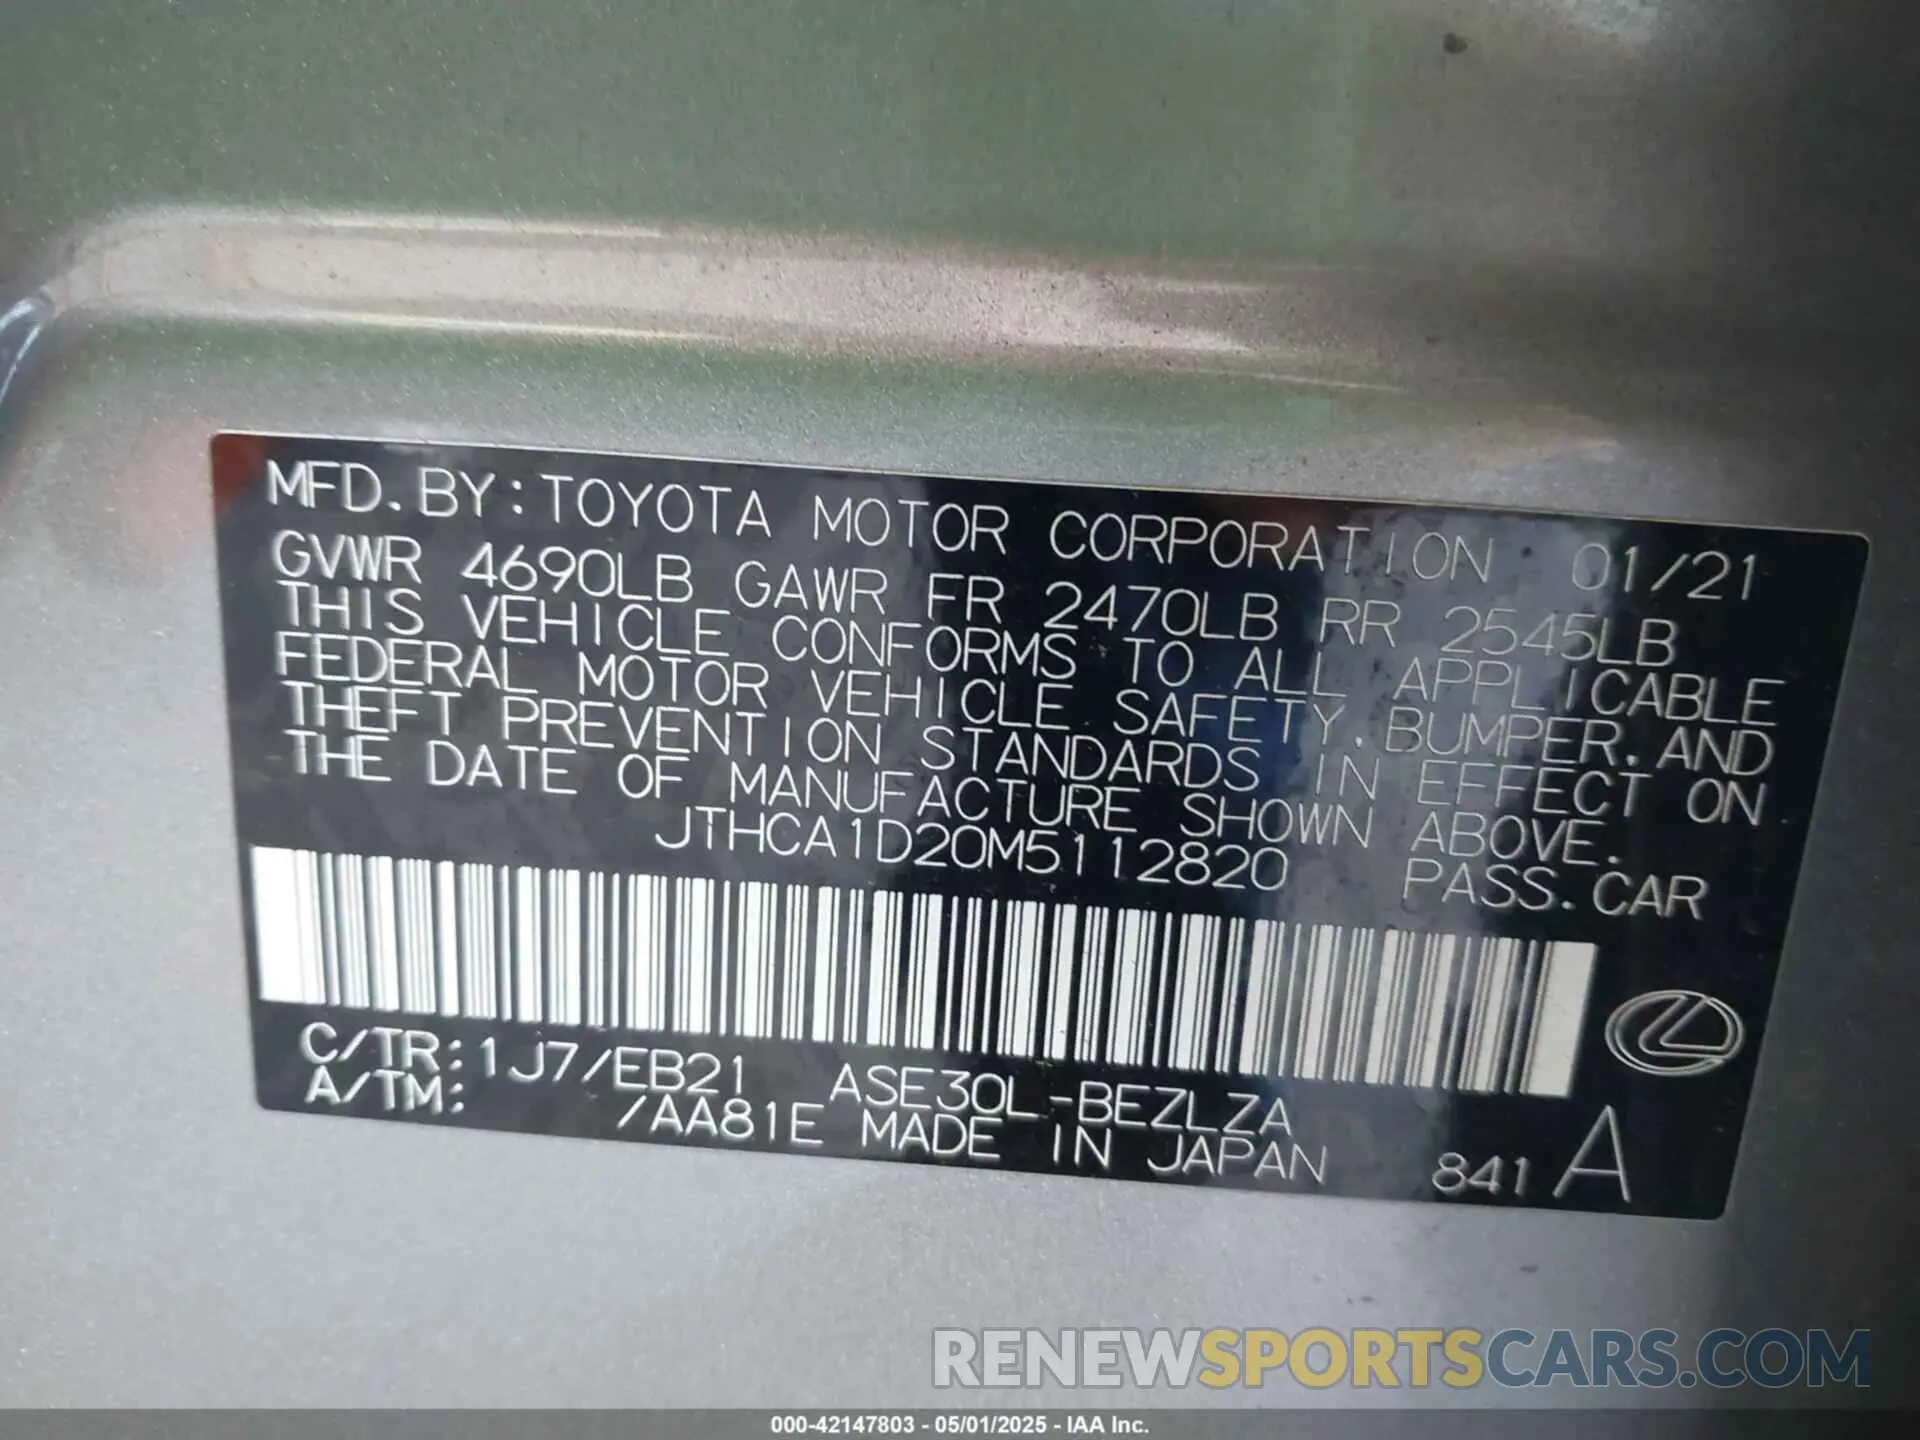 MFD. BY: TOYOTA MOTOR CORPORATION 01/21
GVWR 4690LB GAWR FR 2470LB RR 2545LB
THIS VEHICLE CONFORMS TO ALL APPLICABLE
FEDERAL MOTOR VEHICLE SAFETY. BUMPER. AND
THEFT PREVENTION STANDARDS IN EFFECT ON
THE DATE OF MANUFACTURE SHOWN ABOVE.
JTHCA1D20M5112820 PASS. CAR
C/TR: 1J7/EB21 ASE30L-BEZLZA
A/TM: /AA81E MADE IN JAPAN 841 A
RENEWSPORTSCARS.COM
000-42147803 - 05/01/2025 - IAA Inc.